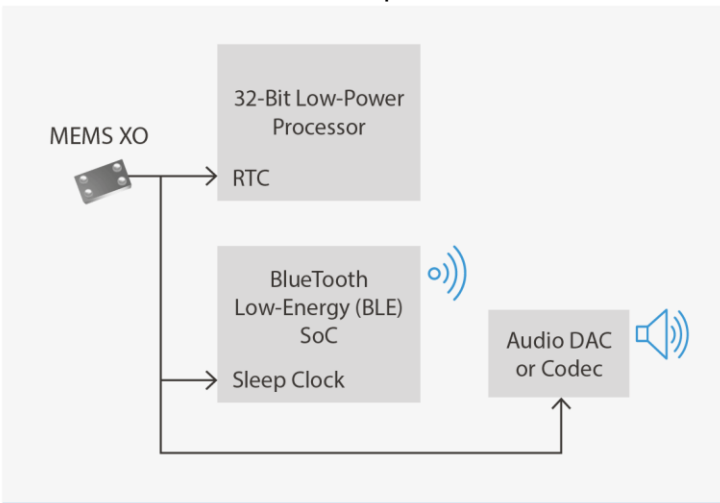 MEMS XO
32-Bit Low-Power
Processor
RTC
BlueTooth
Low-Energy (BLE)
SoC
Sleep Clock
Audio DAC
or Codec